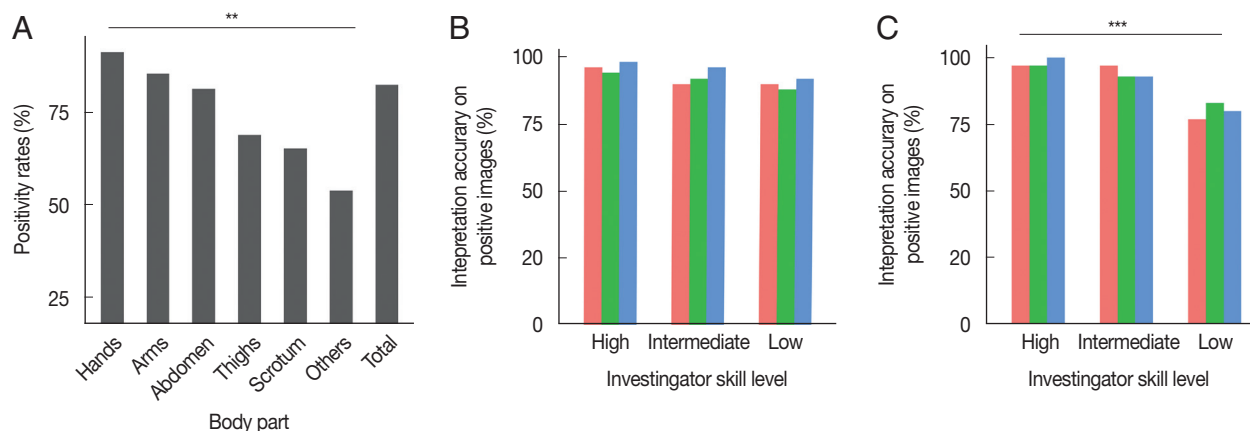 A
**
Positivity rates (%)
75
50
25
Hands
Arms
Abdomen
Thighs
Scrotum
Others
Total
Body part
B
Intepretation accurary on
positive images (%)
100
75
50
20
0
High
Intermediate
Low
Investingator skill level
C
***
Intepretation accurary on
positive images (%)
100
75
50
20
0
High
Intermediate
Low
Investingator skill level